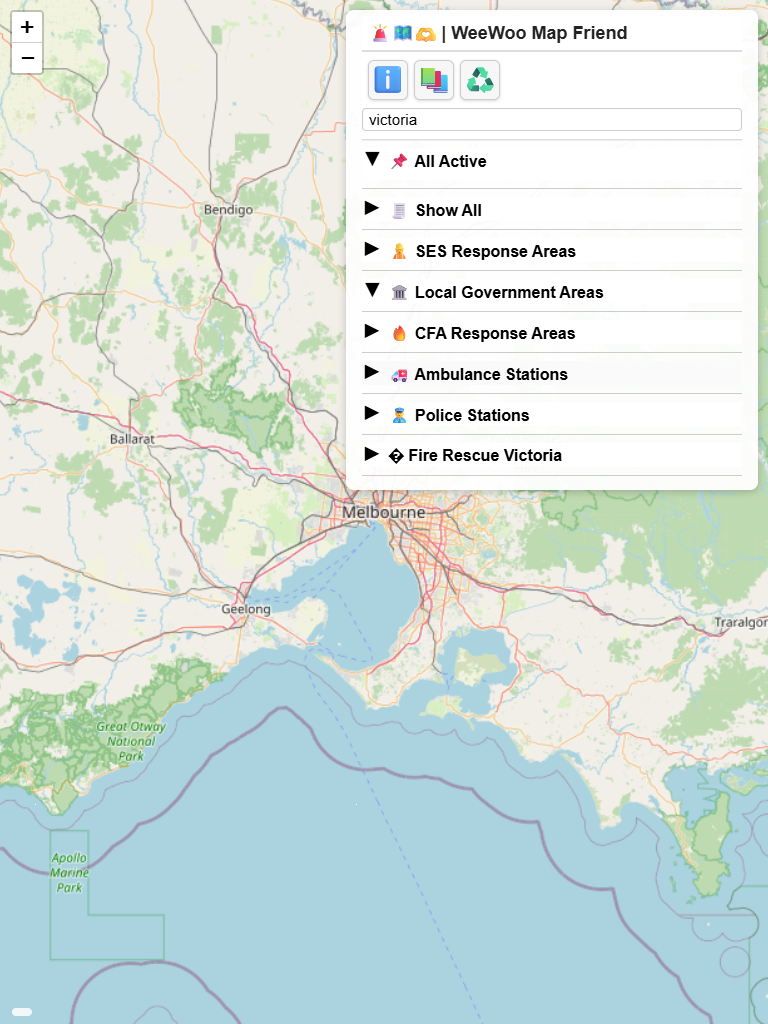 +
−
🚨🗺️🫶 | WeeWoo Map Friend
victoria
▼ 📌 All Active
▶ 📃 Show All
▶ 👷 SES Response Areas
▼ 🏛️ Local Government Areas
▶ 🔥 CFA Response Areas
▶ 🚑 Ambulance Stations
▶ 👮 Police Stations
▶ � Fire Rescue Victoria
Bendigo
Ballarat
Melbourne
Geelong
Traralgon
Great Otway
National
Park
Apollo
Marine
Park